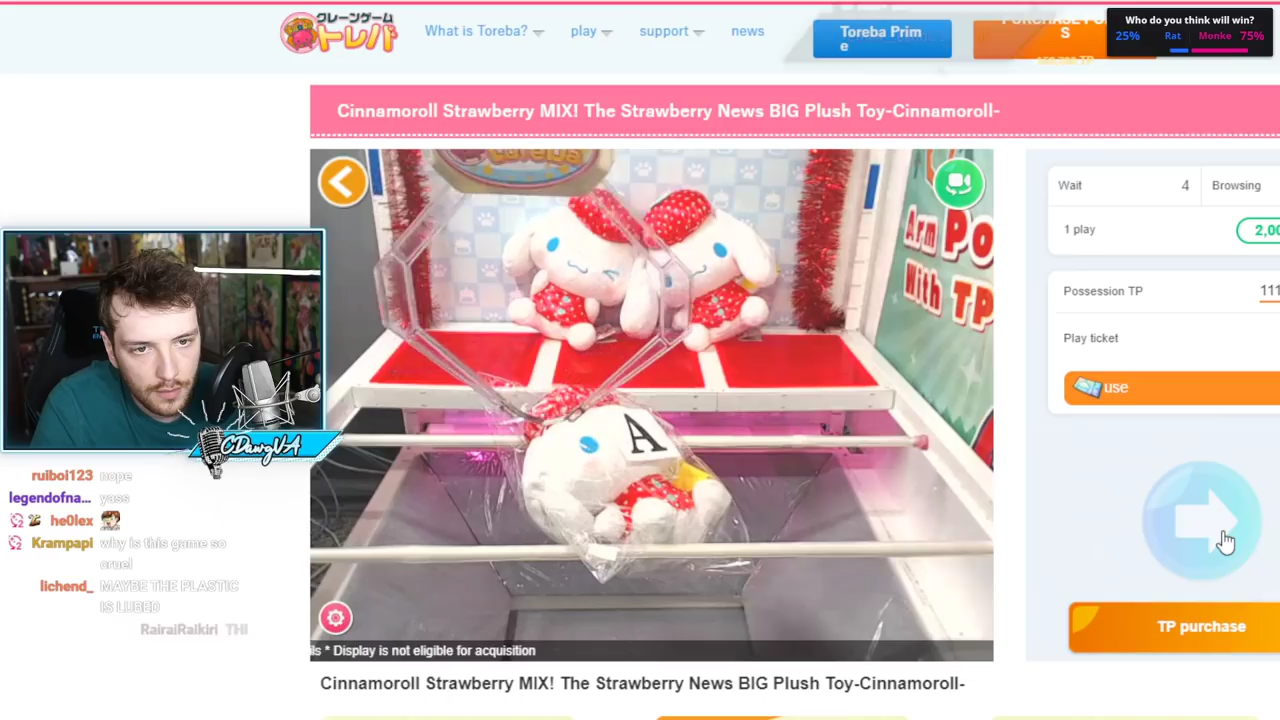 クレーンゲーム
トレバ
What is Toreba?
play
support
news
Toreba Prim
e
S
Who do you think will win?
25% Rat Monke 75%
Cinnamoroll Strawberry MIX! The Strawberry News BIG Plush Toy-Cinnamoroll-
Arm Po
With TP
A
Wait 4 Browsing
1 play 2,00
Possession TP 111
Play ticket
use
TP purchase
CDawgVA
ruiboi123 nope
legendofna... yass
he0lex
Krampapi why is this game so
cruel
lichend_ MAYBE THE PLASTIC
IS LUBED
RairaiRaikiri THI
ils * Display is not eligible for acquisition
Cinnamoroll Strawberry MIX! The Strawberry News BIG Plush Toy-Cinnamoroll-